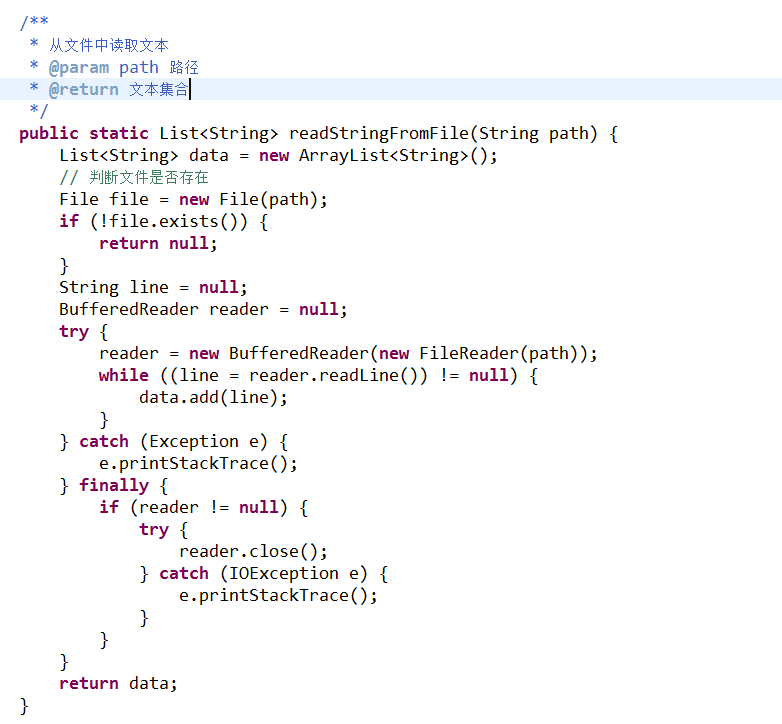 /**
 * 从文件中读取文本
 * @param path 路径
 * @return 文本集合
 */
public static List<String> readStringFromFile(String path) {
    List<String> data = new ArrayList<String>();
    // 判断文件是否存在
    File file = new File(path);
    if (!file.exists()) {
        return null;
    }
    String line = null;
    BufferedReader reader = null;
    try {
        reader = new BufferedReader(new FileReader(path));
        while ((line = reader.readLine()) != null) {
            data.add(line);
        }
    } catch (Exception e) {
        e.printStackTrace();
    } finally {
        if (reader != null) {
            try {
                reader.close();
            } catch (IOException e) {
                e.printStackTrace();
            }
        }
    }
    return data;
}